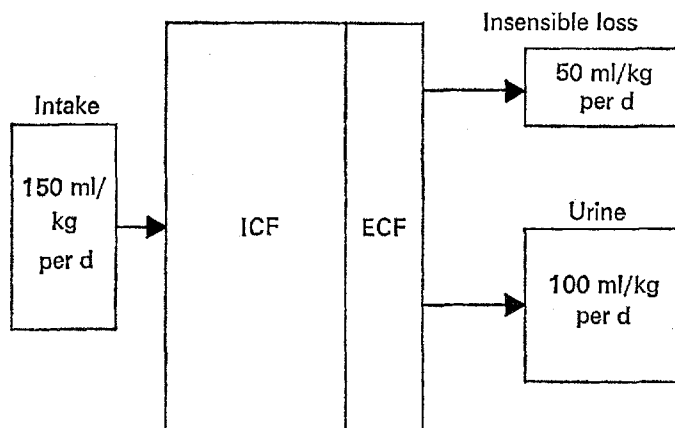 Intake
150 ml/
kg
per d
ICF
ECF
Insensible loss
50 ml/kg
per d
Urine
100 ml/kg
per d